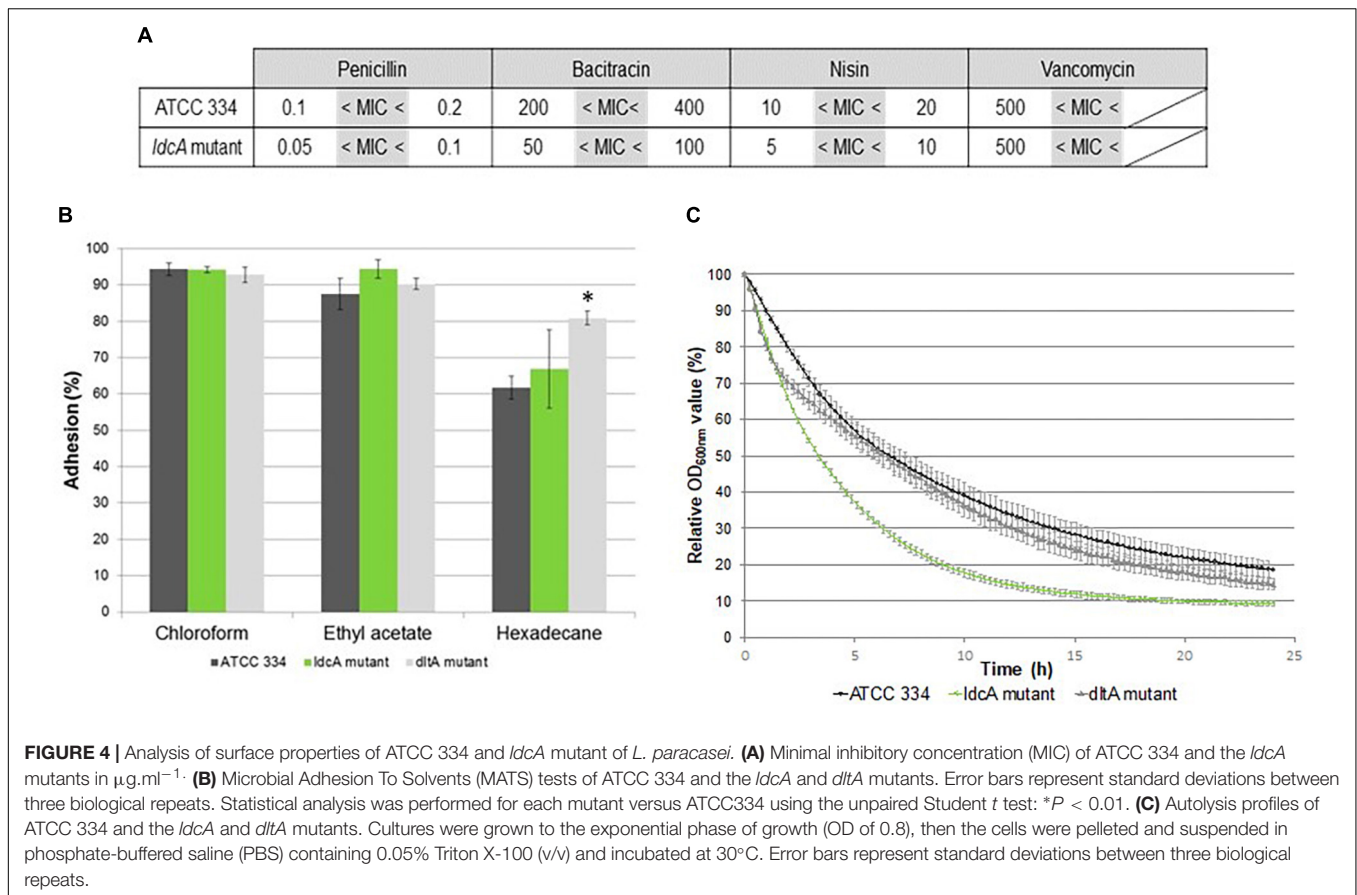 A
Penicillin Bacitracin Nisin Vancomycin
ATCC 334 0.1 < MIC < 0.2 200 < MIC< 400 10 < MIC < 20 500 < MIC <
ldcA mutant 0.05 < MIC < 0.1 50 < MIC < 100 5 < MIC < 10 500 < MIC <
B
100
90
80
70
60
50
40
30
20
10
0
Adhesion (%)
*
Chloroform Ethyl acetate Hexadecane
ATCC 334 ldcA mutant dltA mutant
C
100
90
80
70
60
50
40
30
20
10
0
Relative OD600nm value (%)
0 5 10 15 20 25
Time (h)
ATCC 334 ldcA mutant dltA mutant
FIGURE 4 | Analysis of surface properties of ATCC 334 and ldcA mutant of L. paracasei. (A) Minimal inhibitory concentration (MIC) of ATCC 334 and the ldcA
mutants in μg.ml−1. (B) Microbial Adhesion To Solvents (MATS) tests of ATCC 334 and the ldcA and dltA mutants. Error bars represent standard deviations between
three biological repeats. Statistical analysis was performed for each mutant versus ATCC334 using the unpaired Student t test: *P < 0.01. (C) Autolysis profiles of
ATCC 334 and the ldcA and dltA mutants. Cultures were grown to the exponential phase of growth (OD of 0.8), then the cells were pelleted and suspended in
phosphate-buffered saline (PBS) containing 0.05% Triton X-100 (v/v) and incubated at 30°C. Error bars represent standard deviations between three biological
repeats.